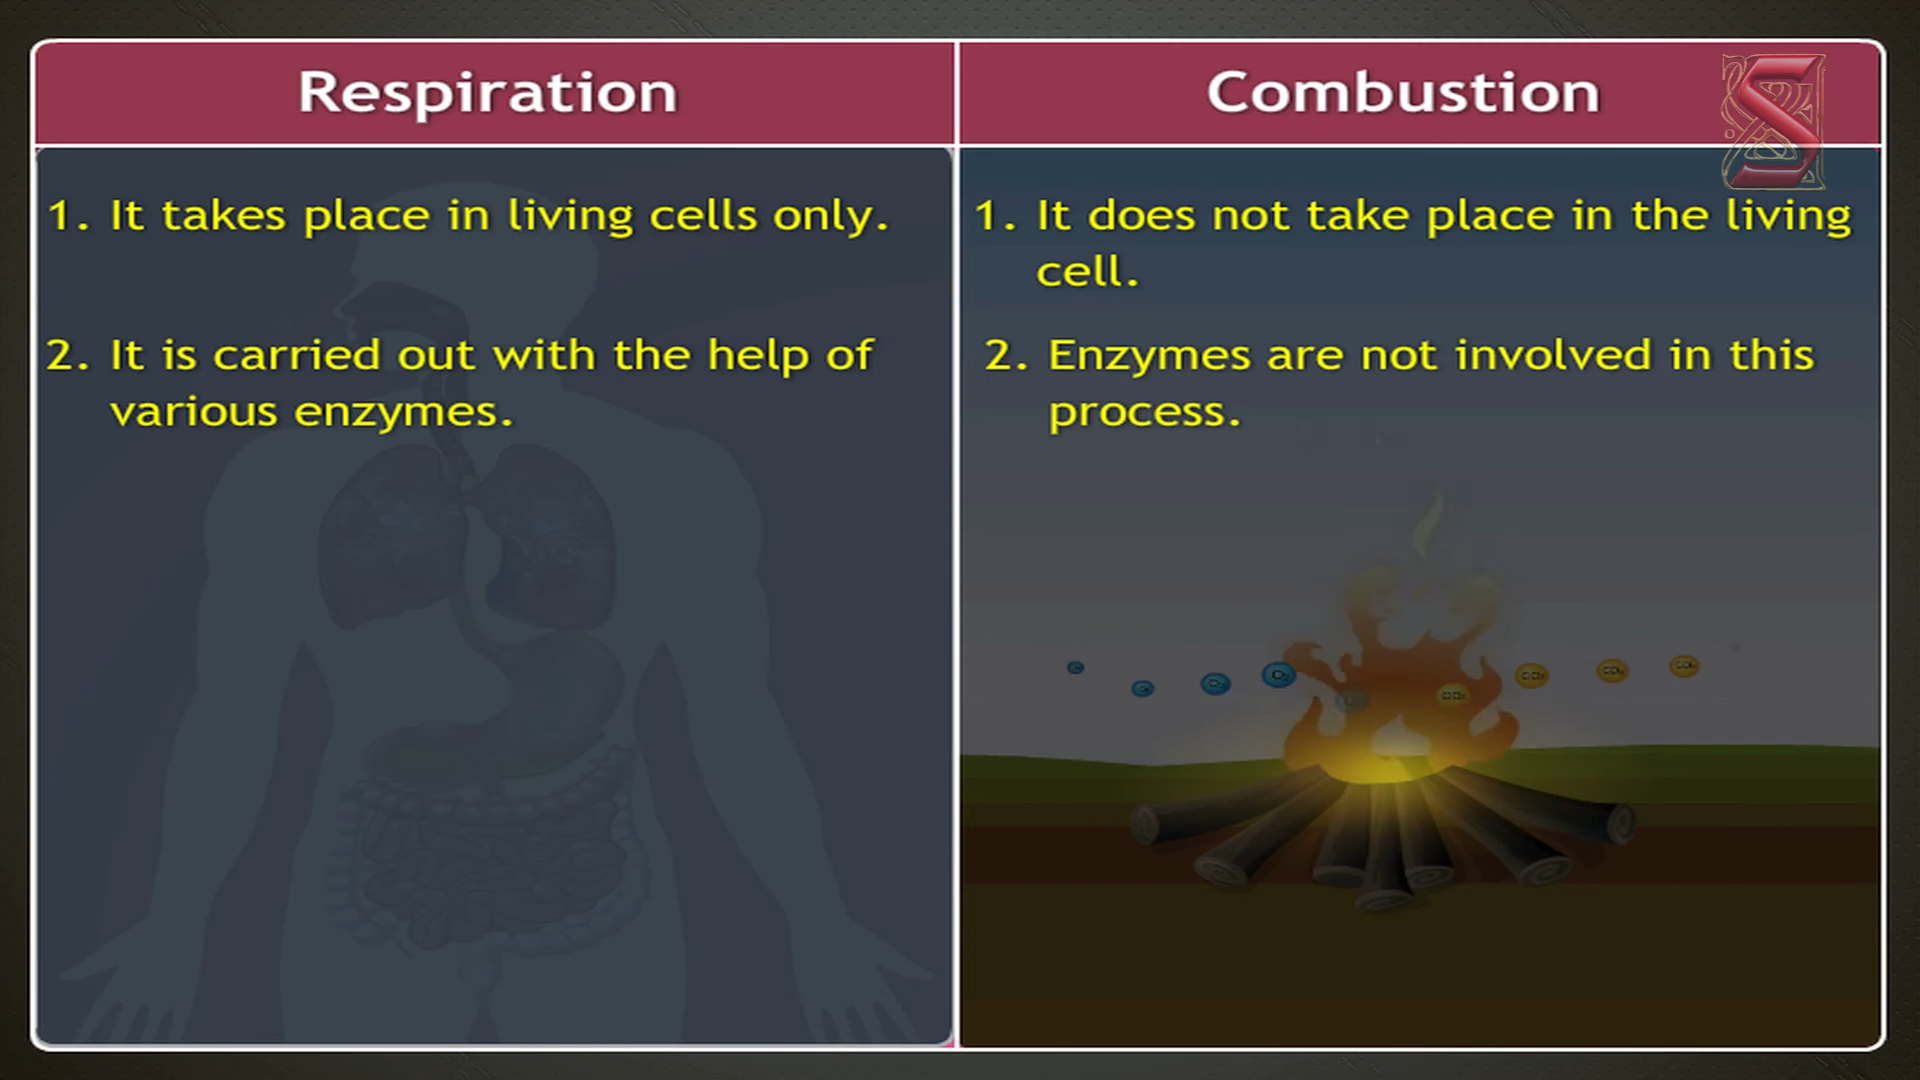 Respiration
Combustion
1. It takes place in living cells only.
2. It is carried out with the help of
various enzymes.
1. It does not take place in the living
cell.
2. Enzymes are not involved in this
process.
O₂
O₂